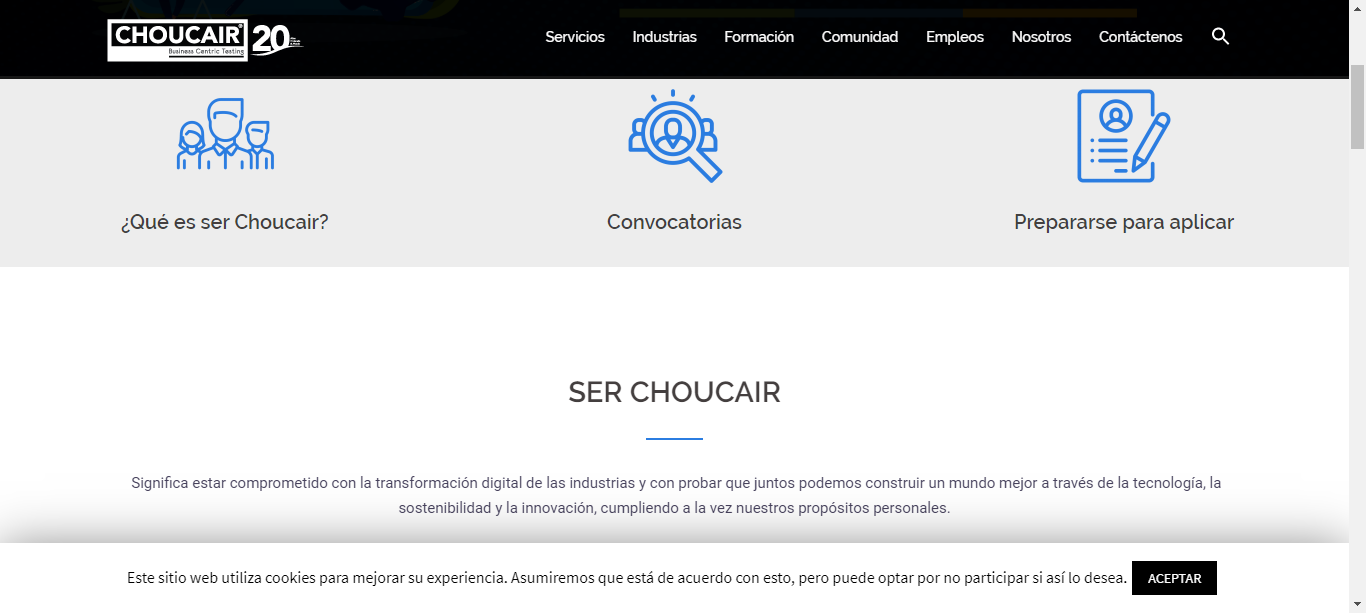 CHOUCAIR
Business Centric Testing
20
Servicios Industrias Formación Comunidad Empleos Nosotros Contáctenos
¿Qué es ser Choucair? Convocatorias Prepararse para aplicar
SER CHOUCAIR
Significa estar comprometido con la transformación digital de las industrias y con probar que juntos podemos construir un mundo mejor a través de la tecnología, la
sostenibilidad y la innovación, cumpliendo a la vez nuestros propósitos personales.
Este sitio web utiliza cookies para mejorar su experiencia. Asumiremos que está de acuerdo con esto, pero puede optar por no participar si así lo desea. ACEPTAR